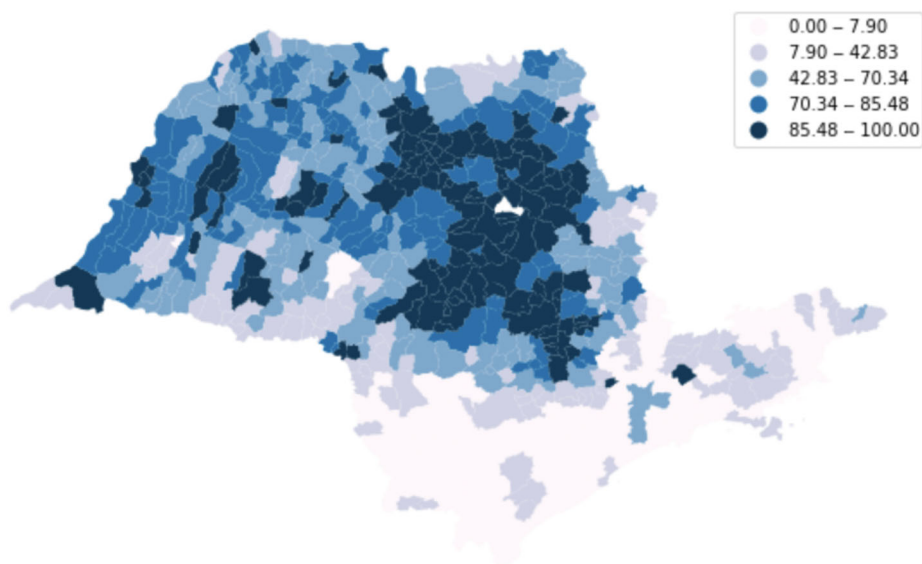 0.00 – 7.90
7.90 – 42.83
42.83 – 70.34
70.34 – 85.48
85.48 – 100.00